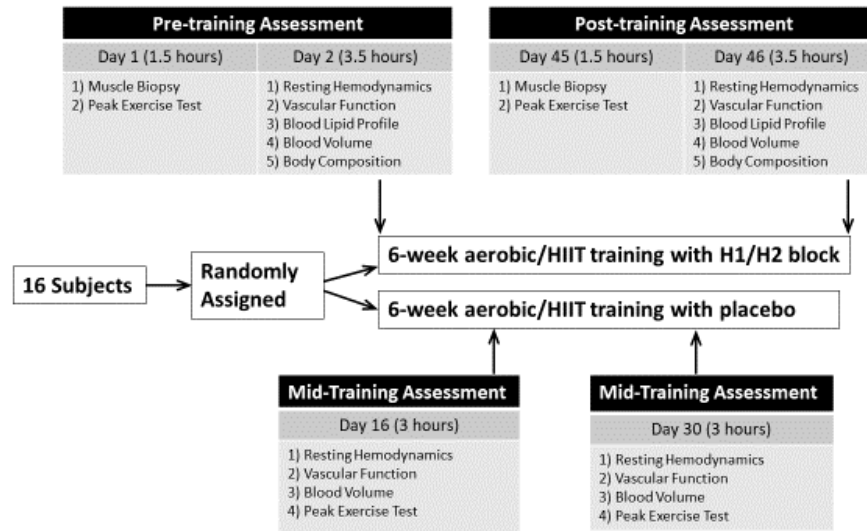 Pre-training Assessment
Day 1 (1.5 hours)
1) Muscle Biopsy
2) Peak Exercise Test
Day 2 (3.5 hours)
1) Resting Hemodynamics
2) Vascular Function
3) Blood Lipid Profile
4) Blood Volume
5) Body Composition
Post-training Assessment
Day 45 (1.5 hours)
1) Muscle Biopsy
2) Peak Exercise Test
Day 46 (3.5 hours)
1) Resting Hemodynamics
2) Vascular Function
3) Blood Lipid Profile
4) Blood Volume
5) Body Composition
16 Subjects
Randomly
Assigned
6-week aerobic/HIIT training with H1/H2 block
6-week aerobic/HIIT training with placebo
Mid-Training Assessment
Day 16 (3 hours)
1) Resting Hemodynamics
2) Vascular Function
3) Blood Volume
4) Peak Exercise Test
Mid-Training Assessment
Day 30 (3 hours)
1) Resting Hemodynamics
2) Vascular Function
3) Blood Volume
4) Peak Exercise Test